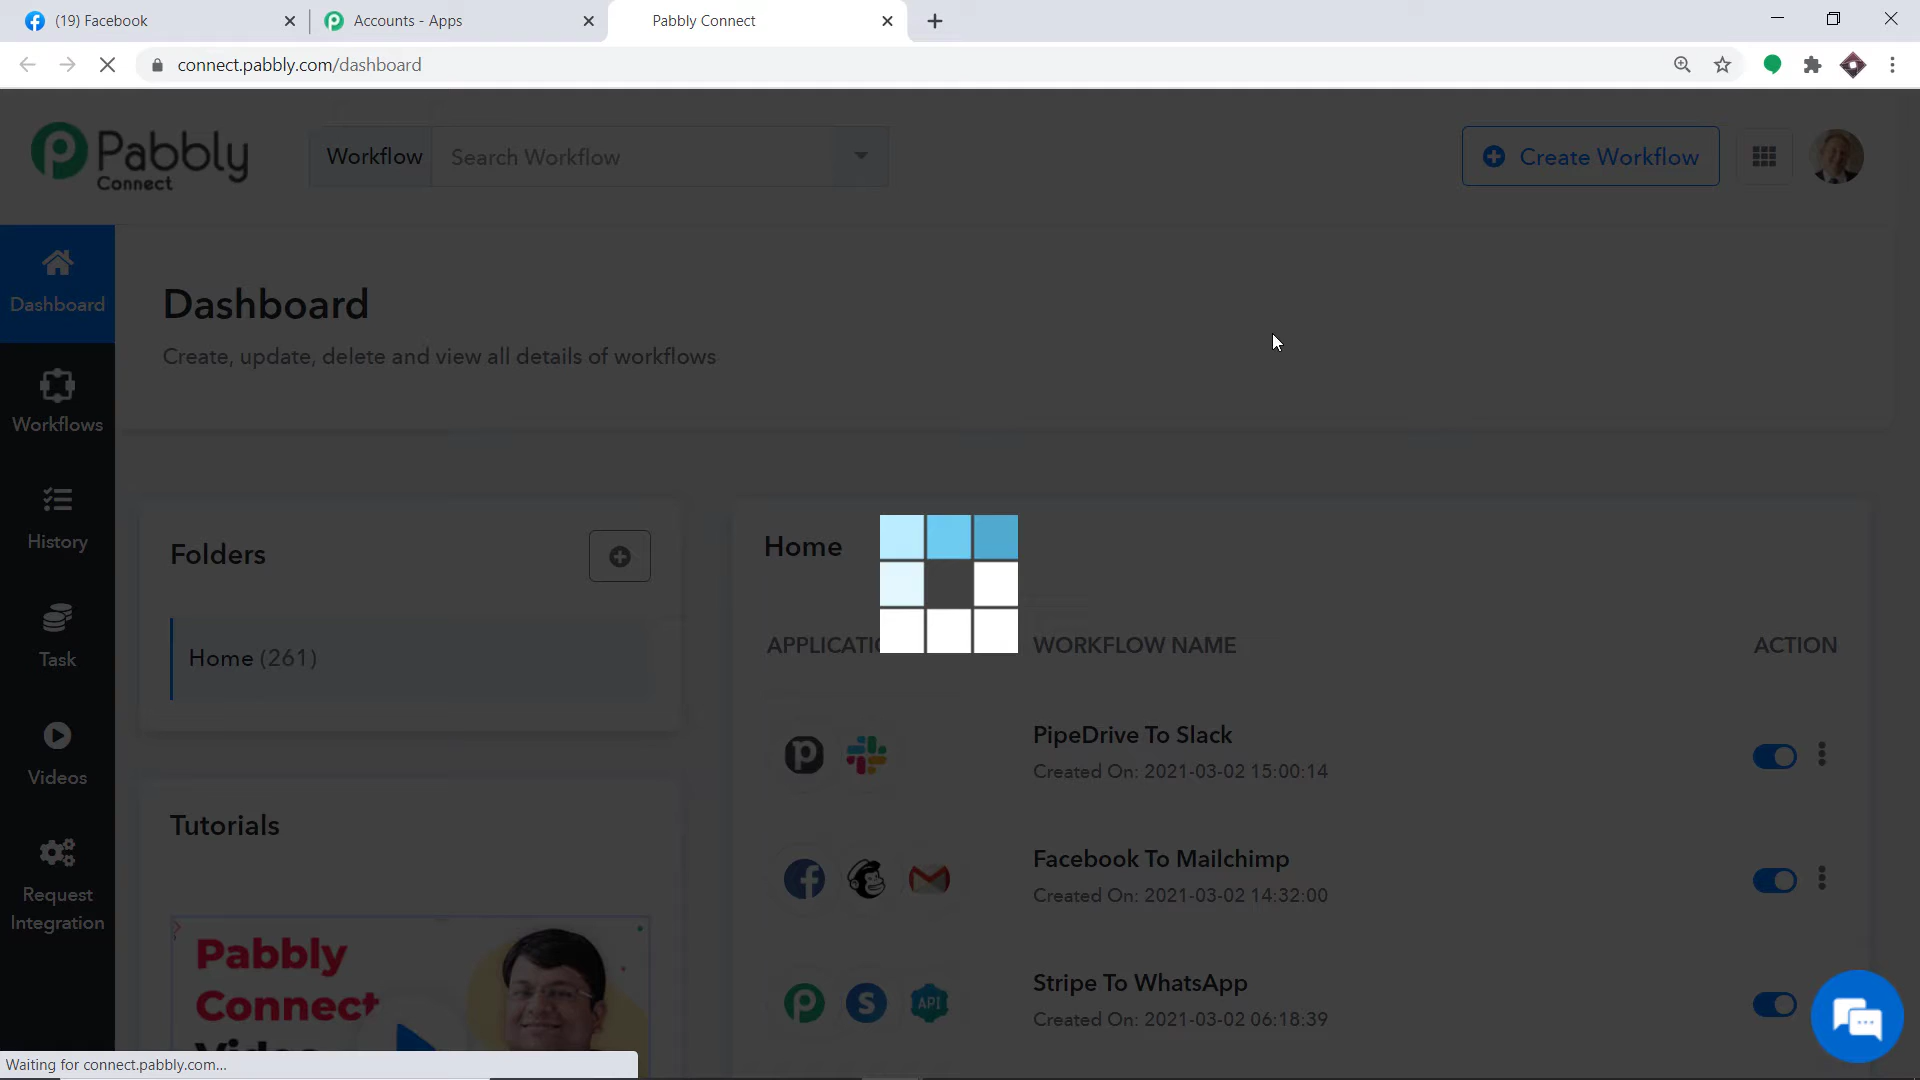 (19) Facebook
Accounts - Apps
Pabbly Connect
connect.pabbly.com/dashboard
Pabbly
Connect
Workflow
Search Workflow
Create Workflow
Dashboard
Workflows
History
Task
Videos
Request
Integration
Dashboard
Create, update, delete and view all details of workflows
Folders
Home (261)
Tutorials
Pabbly
Connect
Video
Home
APPLICATIO
WORKFLOW NAME
ACTION
PipeDrive To Slack
Created On: 2021-03-02 15:00:14
Facebook To Mailchimp
Created On: 2021-03-02 14:32:00
API
Stripe To WhatsApp
Created On: 2021-03-02 06:18:39
Waiting for connect.pabbly.com...